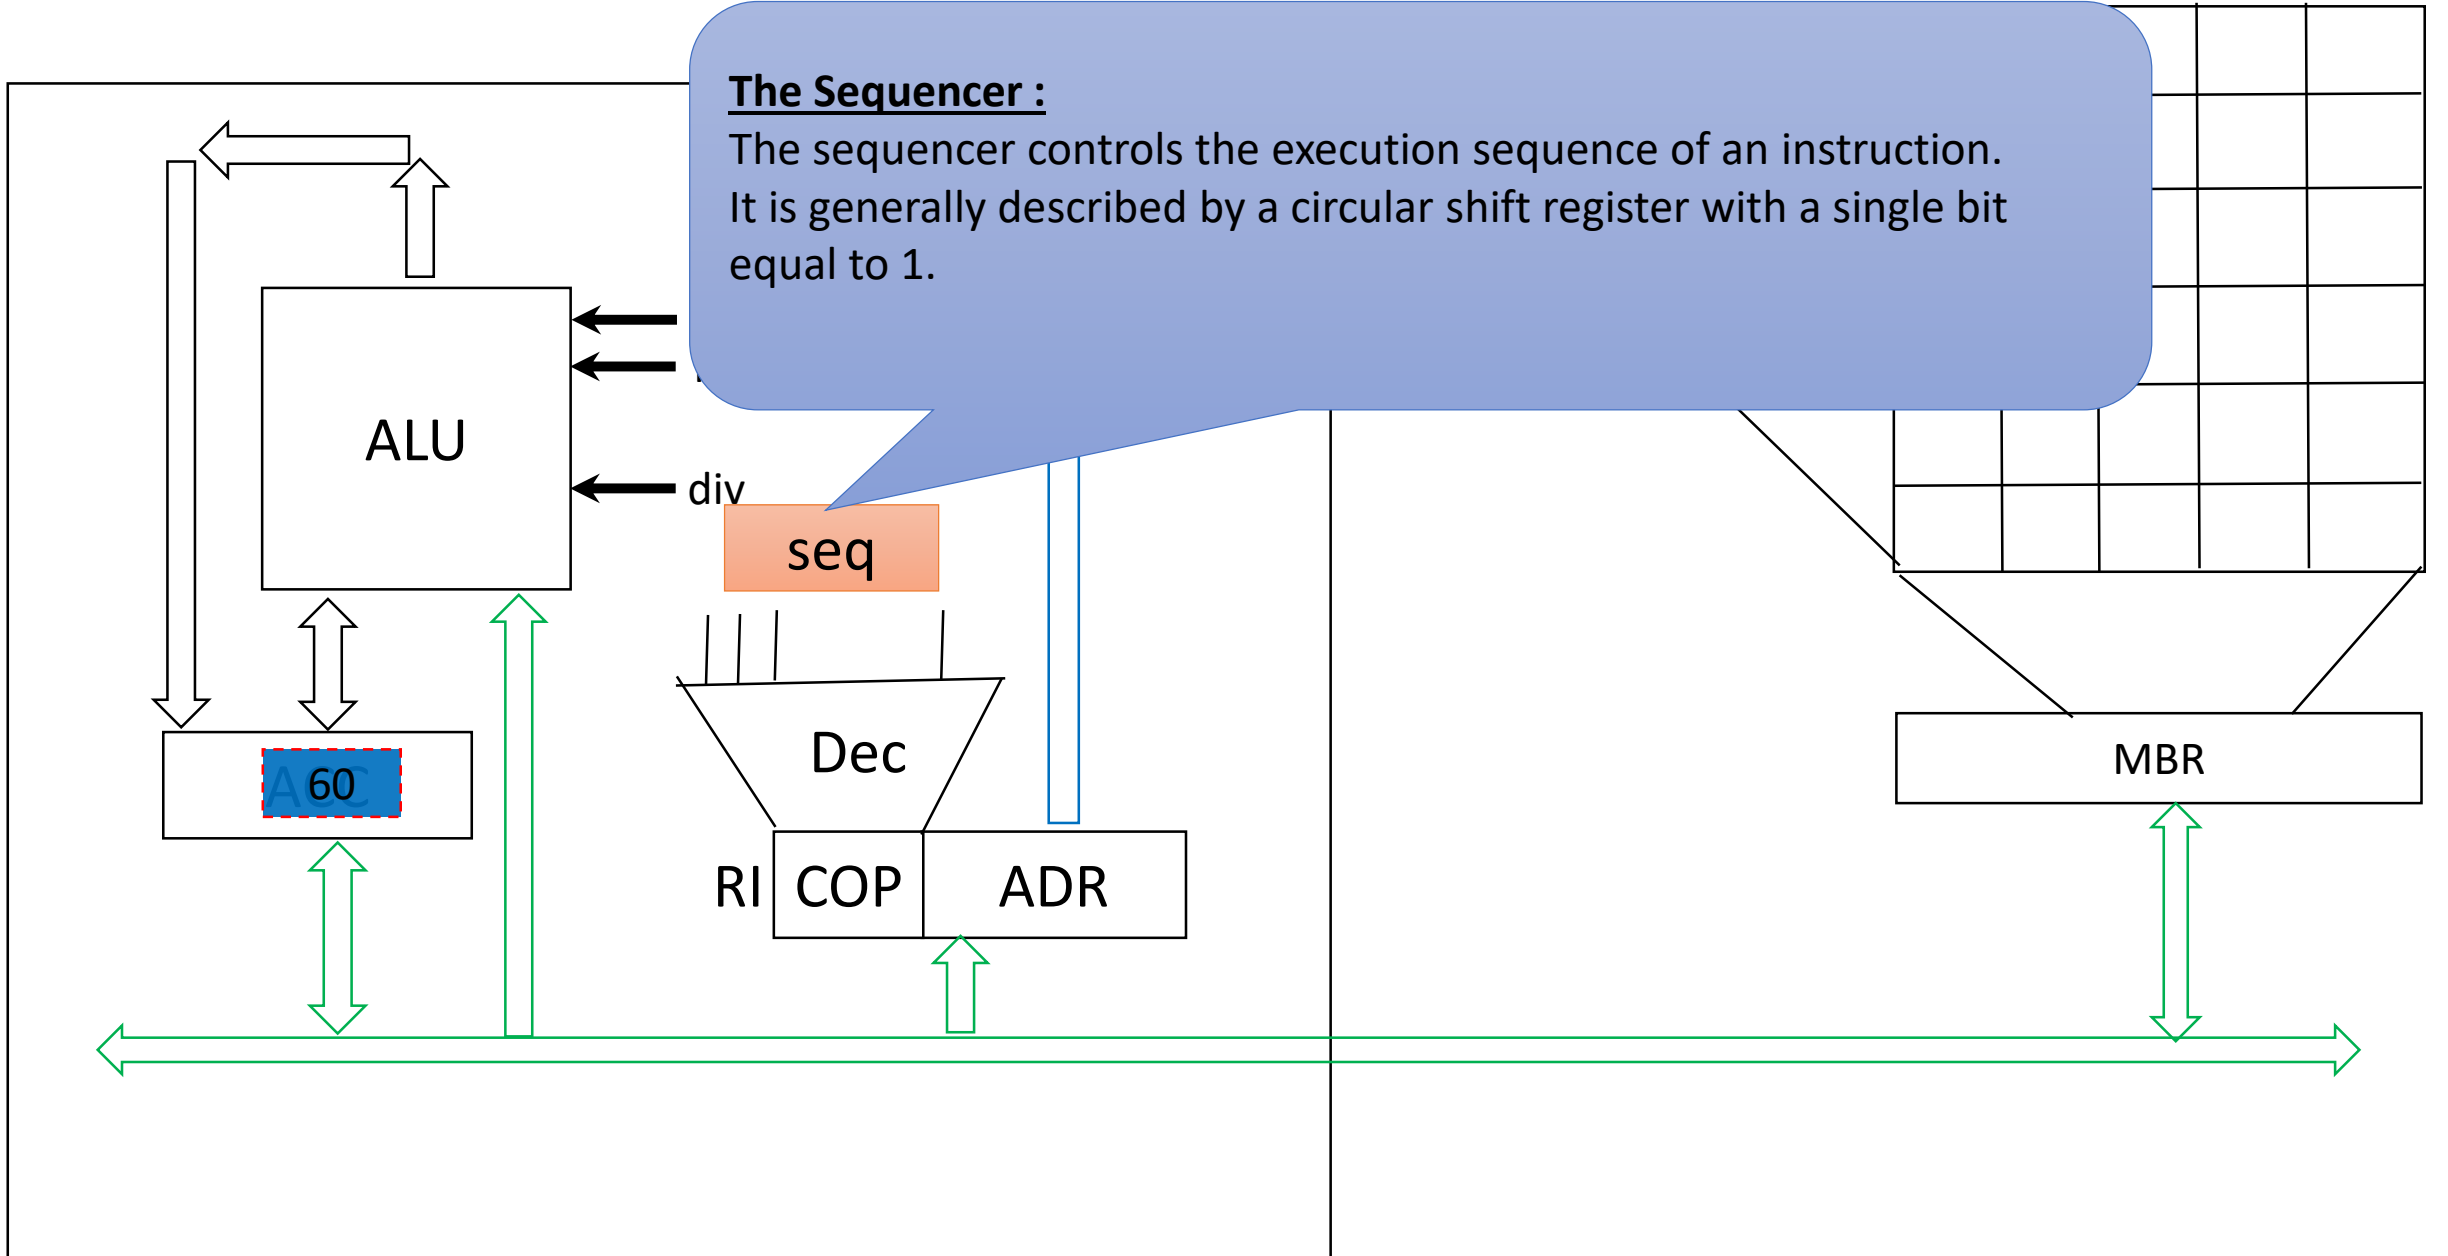 The Sequencer :
The sequencer controls the execution sequence of an instruction.
It is generally described by a circular shift register with a single bit
equal to 1.
ALU
div
seq
Dec
MBR
ACC
60
RI
COP
ADR